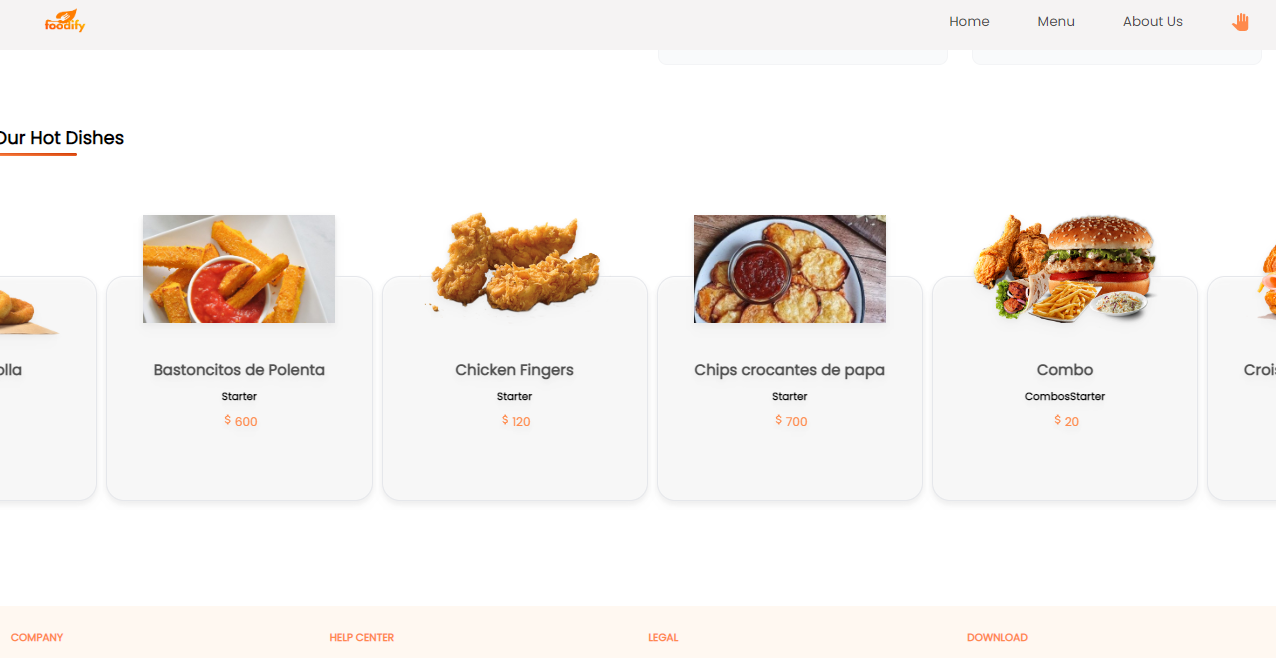 foodify
Home
Menu
About Us
Our Hot Dishes
olla
Bastoncitos de Polenta
Starter
$ 600
Chicken Fingers
Starter
$ 120
Chips crocantes de papa
Starter
$ 700
Combo
CombosStarter
$ 20
Crois
COMPANY
HELP CENTER
LEGAL
DOWNLOAD